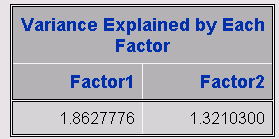 Variance Explained by Each
Factor
Factor1 Factor2
1.8627776 1.3210300